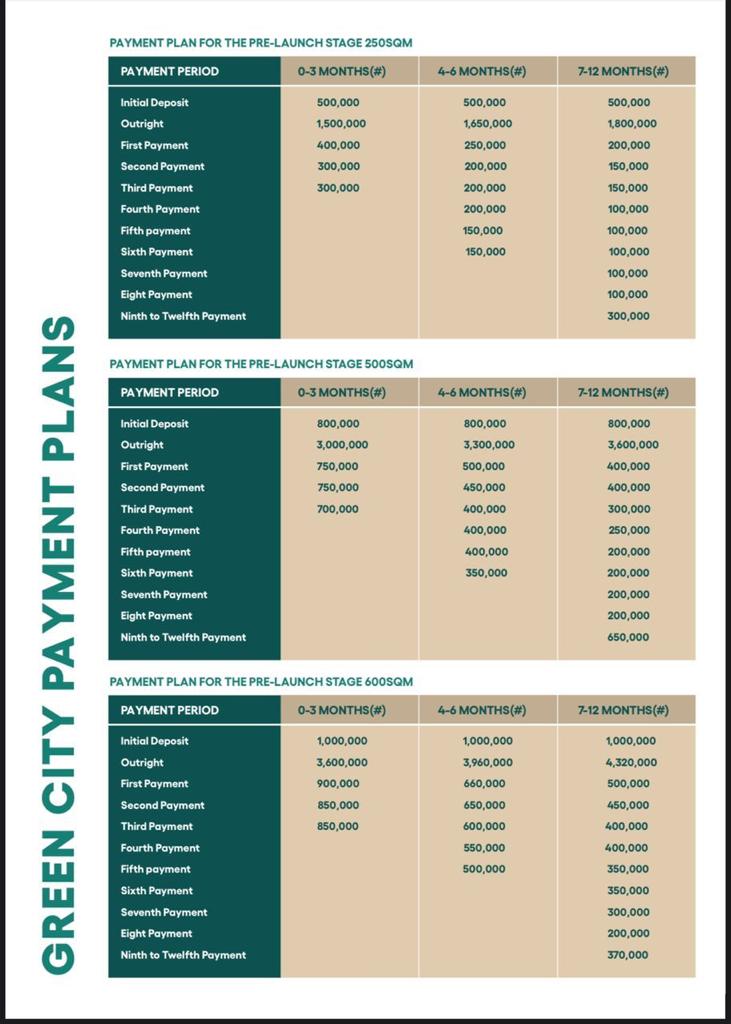 GREEN CITY PAYMENT PLANS
PAYMENT PLAN FOR THE PRE-LAUNCH STAGE 250SQM
PAYMENT PERIOD 0-3 MONTHS(#) 4-6 MONTHS(#) 7-12 MONTHS(#)
Initial Deposit 500,000 500,000 500,000
Outright 1,500,000 1,650,000 1,800,000
First Payment 400,000 250,000 200,000
Second Payment 300,000 200,000 150,000
Third Payment 300,000 200,000 150,000
Fourth Payment 200,000 100,000
Fifth payment 150,000 100,000
Sixth Payment 150,000 100,000
Seventh Payment 100,000
Eight Payment 100,000
Ninth to Twelfth Payment 300,000
PAYMENT PLAN FOR THE PRE-LAUNCH STAGE 500SQM
PAYMENT PERIOD 0-3 MONTHS(#) 4-6 MONTHS(#) 7-12 MONTHS(#)
Initial Deposit 800,000 800,000 800,000
Outright 3,000,000 3,300,000 3,600,000
First Payment 750,000 500,000 400,000
Second Payment 750,000 450,000 400,000
Third Payment 700,000 400,000 300,000
Fourth Payment 400,000 250,000
Fifth payment 400,000 200,000
Sixth Payment 350,000 200,000
Seventh Payment 200,000
Eight Payment 200,000
Ninth to Twelfth Payment 650,000
PAYMENT PLAN FOR THE PRE-LAUNCH STAGE 600SQM
PAYMENT PERIOD 0-3 MONTHS(#) 4-6 MONTHS(#) 7-12 MONTHS(#)
Initial Deposit 1,000,000 1,000,000 1,000,000
Outright 3,600,000 3,960,000 4,320,000
First Payment 900,000 660,000 500,000
Second Payment 850,000 650,000 450,000
Third Payment 850,000 600,000 400,000
Fourth Payment 550,000 400,000
Fifth payment 500,000 350,000
Sixth Payment 350,000
Seventh Payment 300,000
Eight Payment 200,000
Ninth to Twelfth Payment 370,000